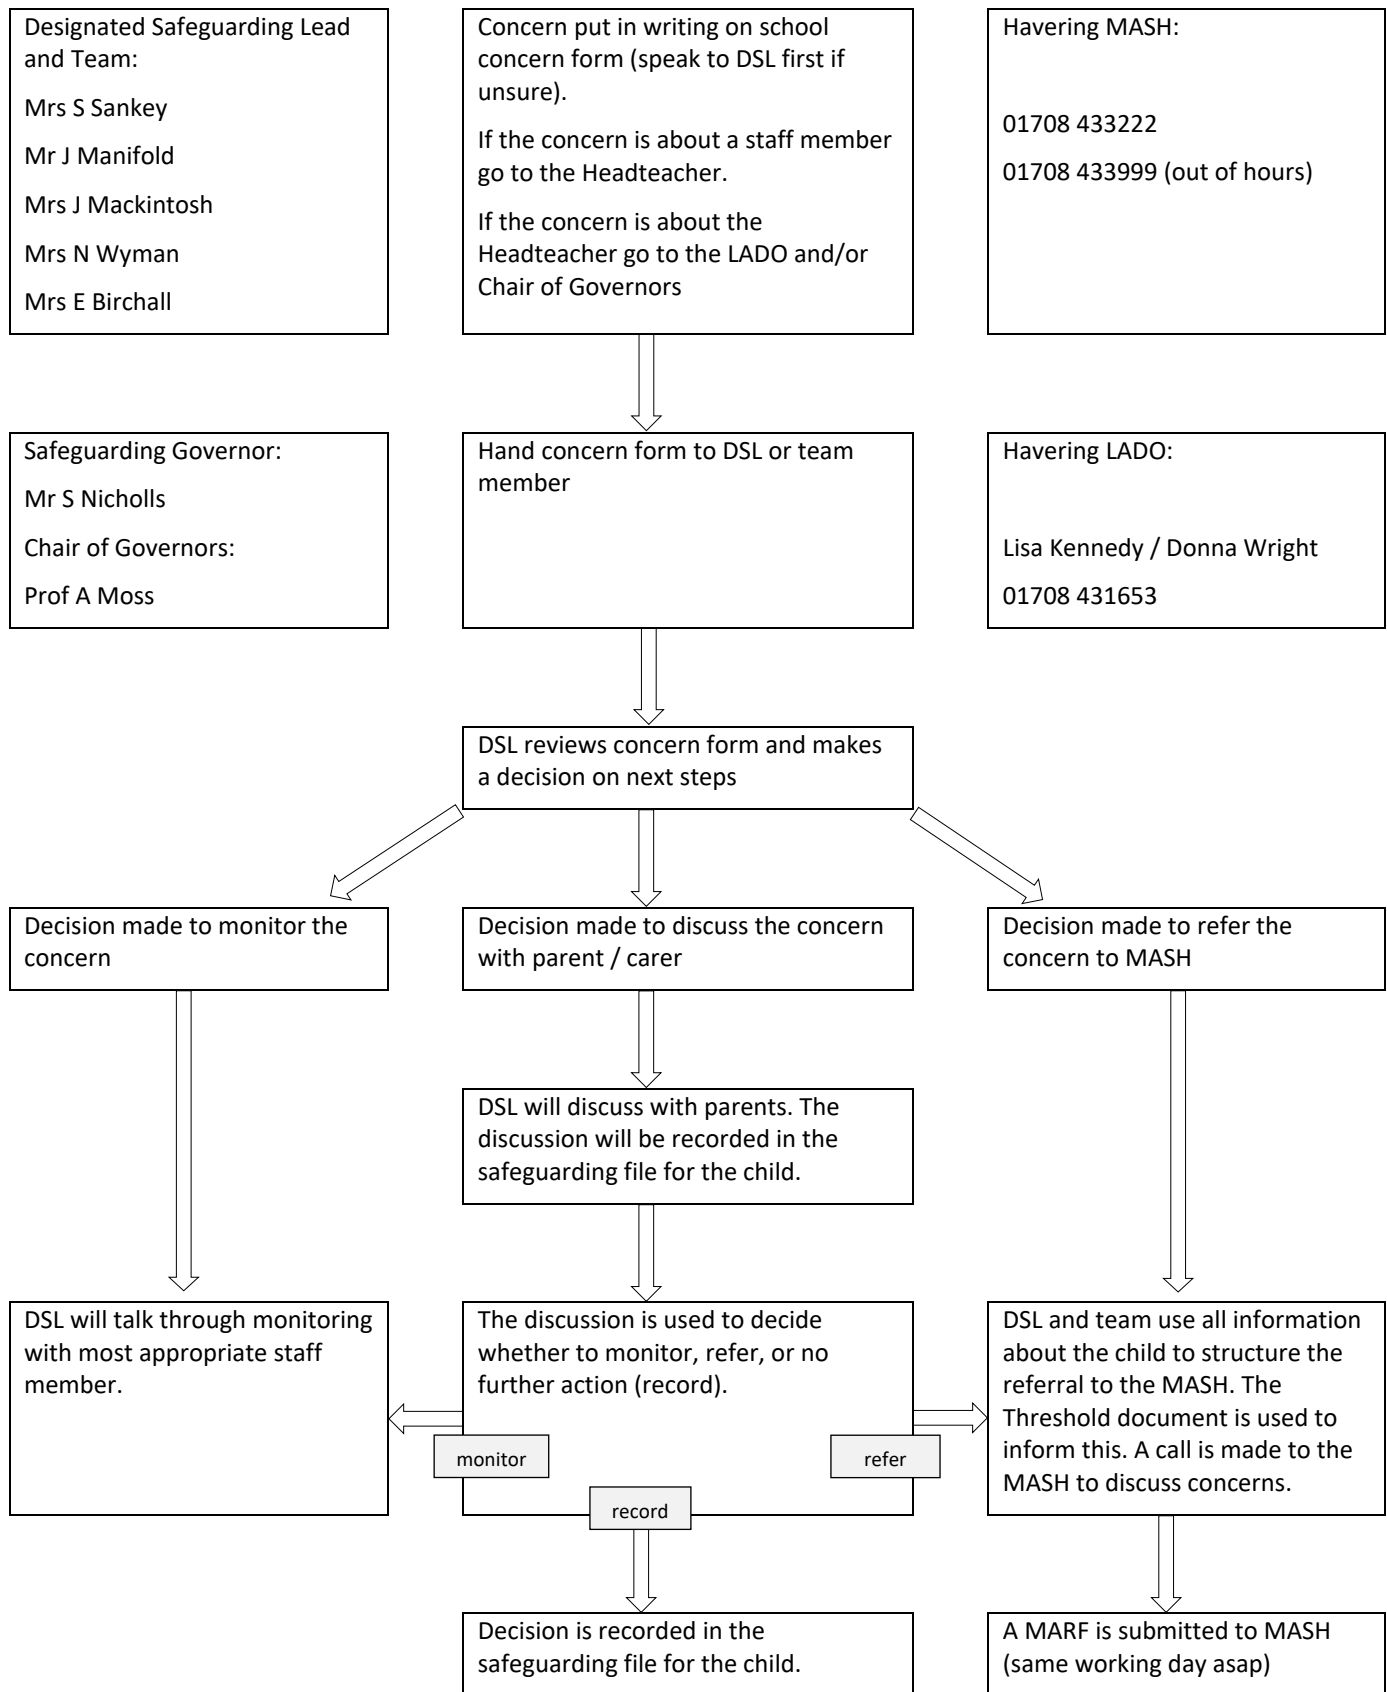 Designated Safeguarding Lead
and Team:
Mrs S Sankey
Mr J Manifold
Mrs J Mackintosh
Mrs N Wyman
Mrs E Birchall
Concern put in writing on school
concern form (speak to DSL first if
unsure).
If the concern is about a staff member
go to the Headteacher.
If the concern is about the
Headteacher go to the LADO and/or
Chair of Governors
Havering MASH:
01708 433222
01708 433999 (out of hours)
Safeguarding Governor:
Mr S Nicholls
Chair of Governors:
Prof A Moss
Hand concern form to DSL or team
member
Havering LADO:
Lisa Kennedy / Donna Wright
01708 431653
DSL reviews concern form and makes
a decision on next steps
Decision made to monitor the
concern
Decision made to discuss the concern
with parent / carer
Decision made to refer the
concern to MASH
DSL will discuss with parents. The
discussion will be recorded in the
safeguarding file for the child.
DSL will talk through monitoring
with most appropriate staff
member.
The discussion is used to decide
whether to monitor, refer, or no
further action (record).
monitor
refer
record
DSL and team use all information
about the child to structure the
referral to the MASH. The
Threshold document is used to
inform this. A call is made to the
MASH to discuss concerns.
Decision is recorded in the
safeguarding file for the child.
A MARF is submitted to MASH
(same working day asap)